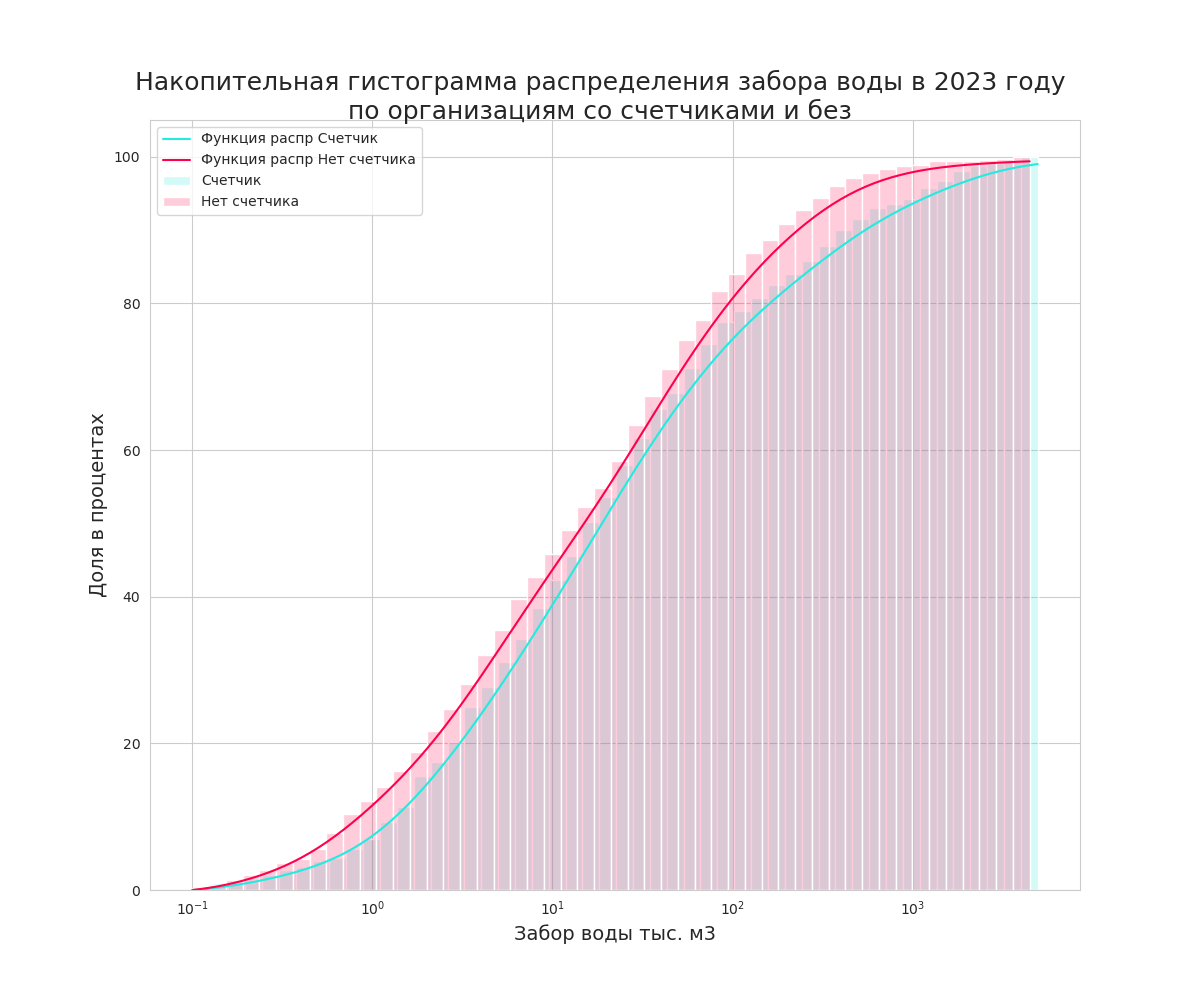 Накопительная гистограмма распределения забора воды в 2023 году
по организациям со счетчиками и без
Функция распр Счетчик
Функция распр Нет счетчика
Счетчик
Нет счетчика
100
80
60
40
20
0
Доля в процентах
10⁻¹ 10⁰ 10¹ 10² 10³
Забор воды тыс. м3